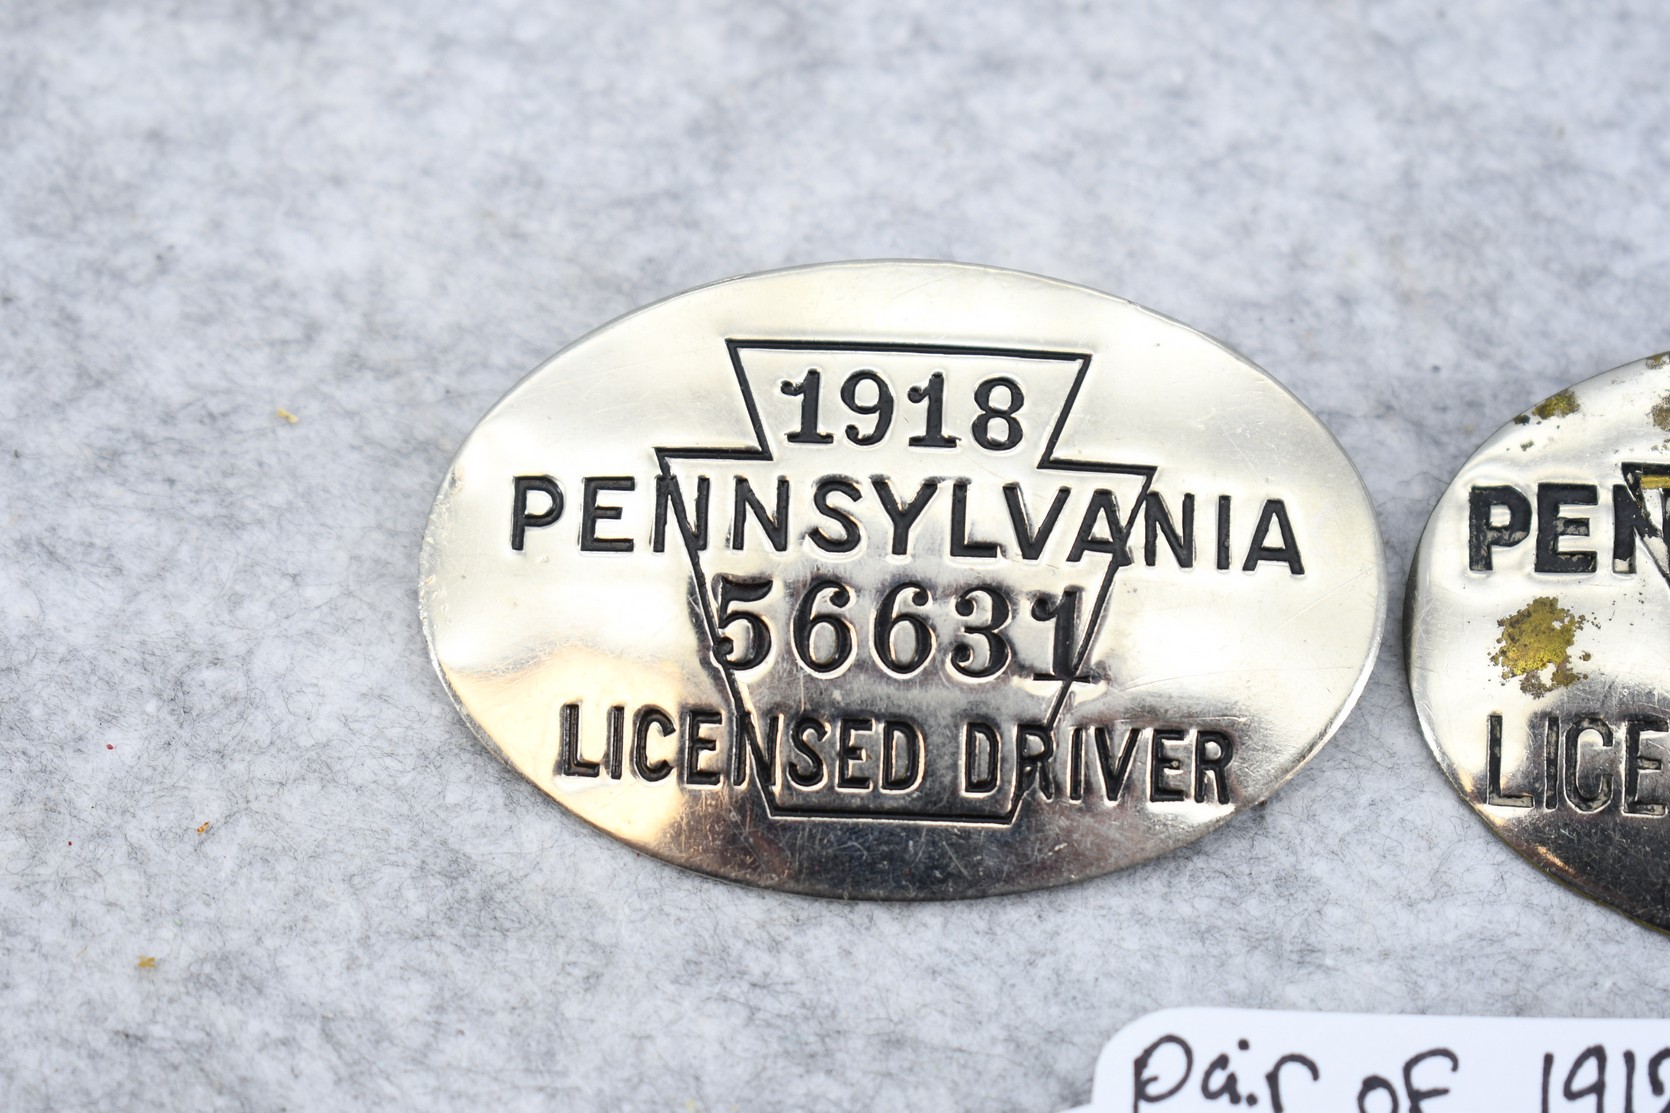 1918
PENNSYLVANIA
56631
LICENSED DRIVER
PEN
LICE
Pair of 191